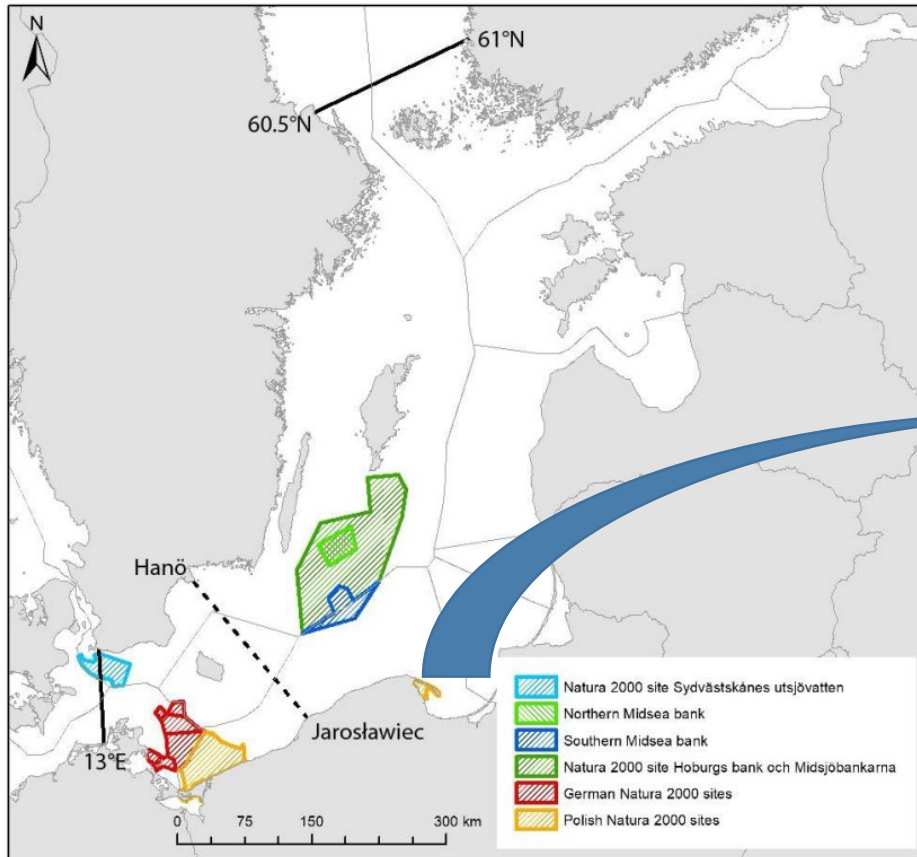 N
61°N
60.5°N
Hanö
Jarosławiec
13°E
0 75 150 300 km
Natura 2000 site Sydvästskånes utsjövatten
Northern Midsea bank
Southern Midsea bank
Natura 2000 site Hoburgs bank och Midsjöbankarna
German Natura 2000 sites
Polish Natura 2000 sites